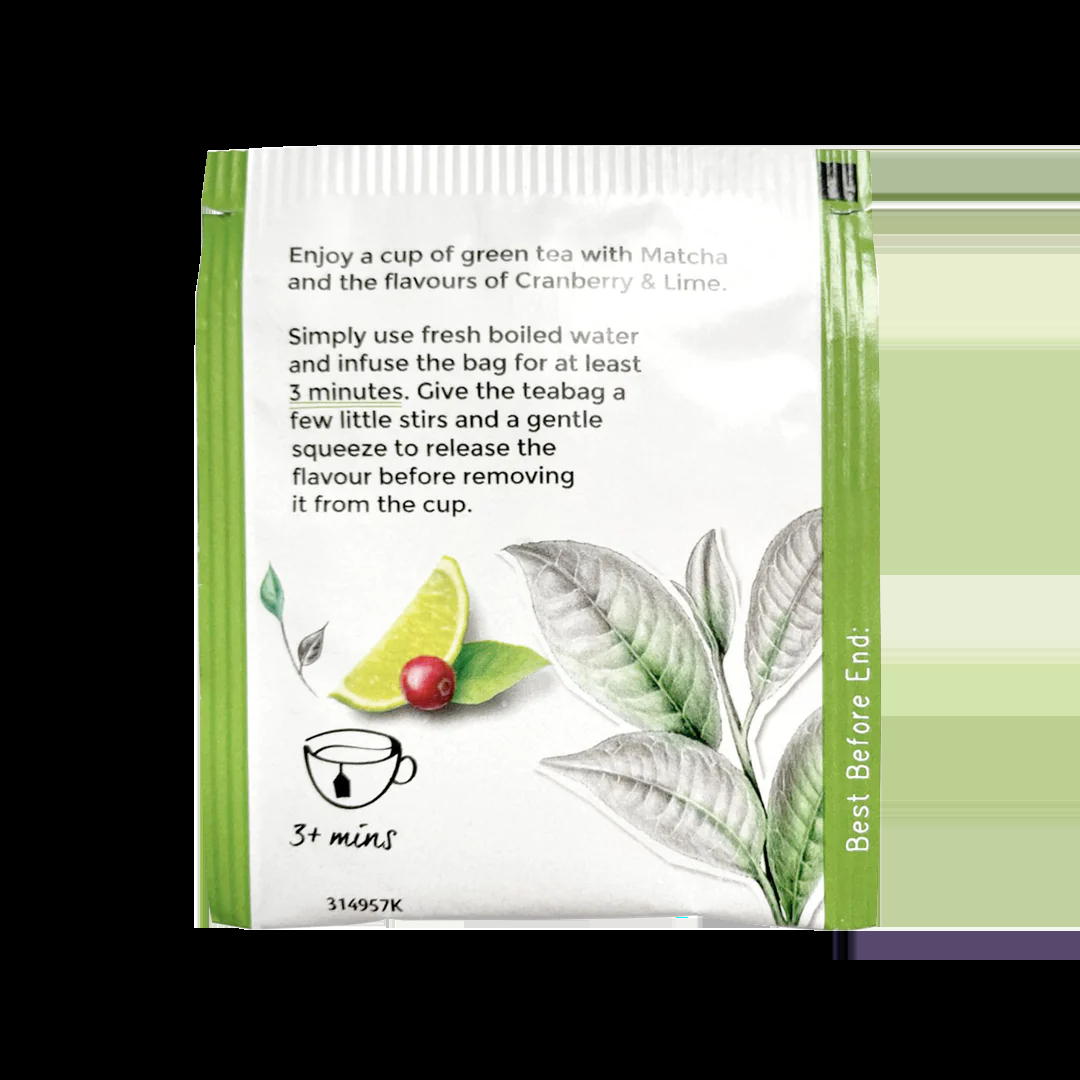 Enjoy a cup of green tea with Matcha
and the flavours of Cranberry & Lime.
Simply use fresh boiled water
and infuse the bag for at least
3 minutes. Give the teabag a
few little stirs and a gentle
squeeze to release the
flavour before removing
it from the cup.
3+ mins
314957K
Best Before End: